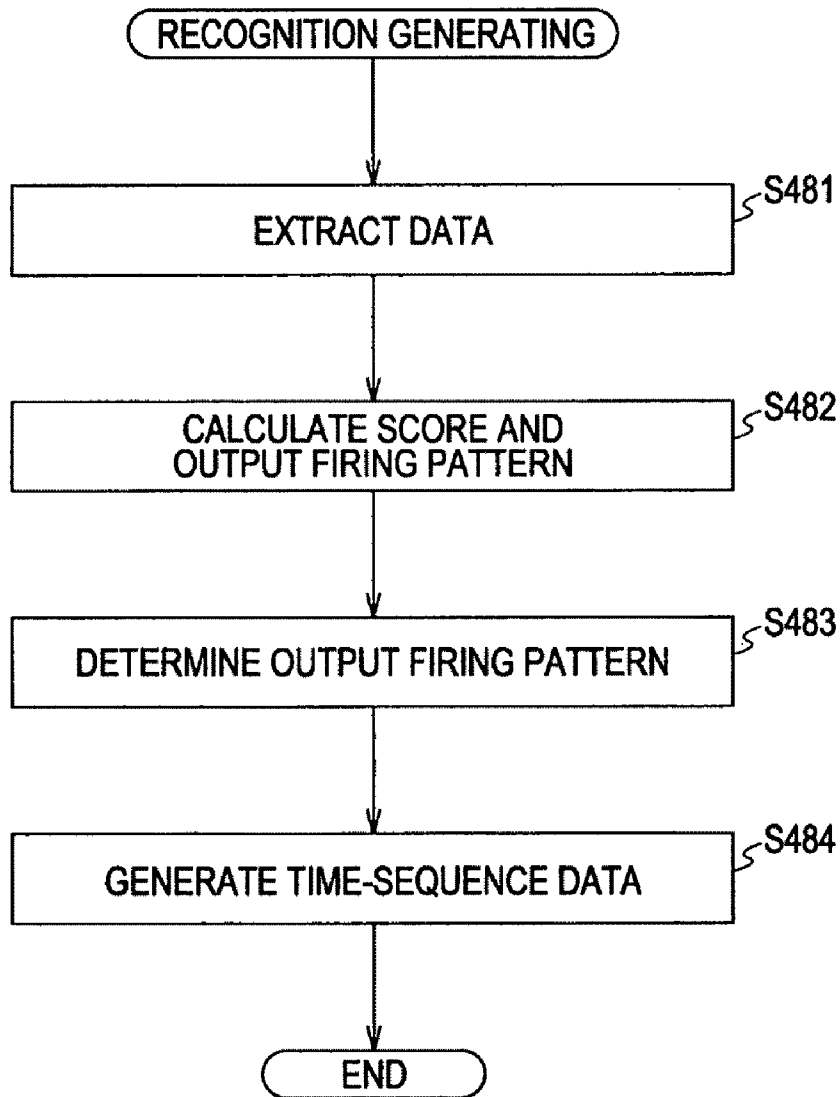 RECOGNITION GENERATING
S481
EXTRACT DATA
S482
CALCULATE SCORE AND
OUTPUT FIRING PATTERN
S483
DETERMINE OUTPUT FIRING PATTERN
S484
GENERATE TIME-SEQUENCE DATA
END